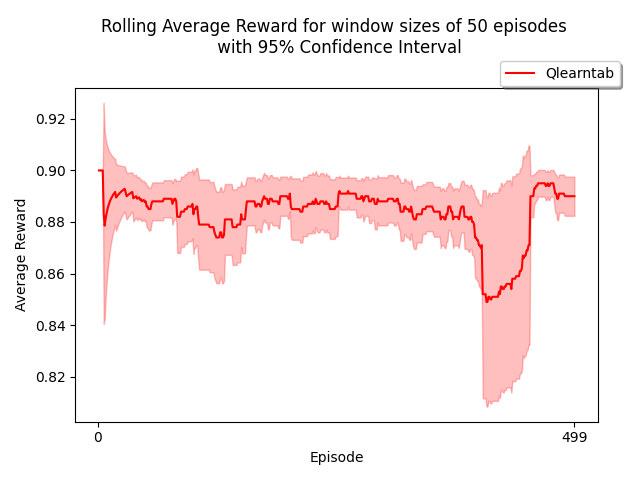 Rolling Average Reward for window sizes of 50 episodes
with 95% Confidence Interval
Qlearntab
0.92
0.90
0.88
0.86
0.84
0.82
Average Reward
0
499
Episode